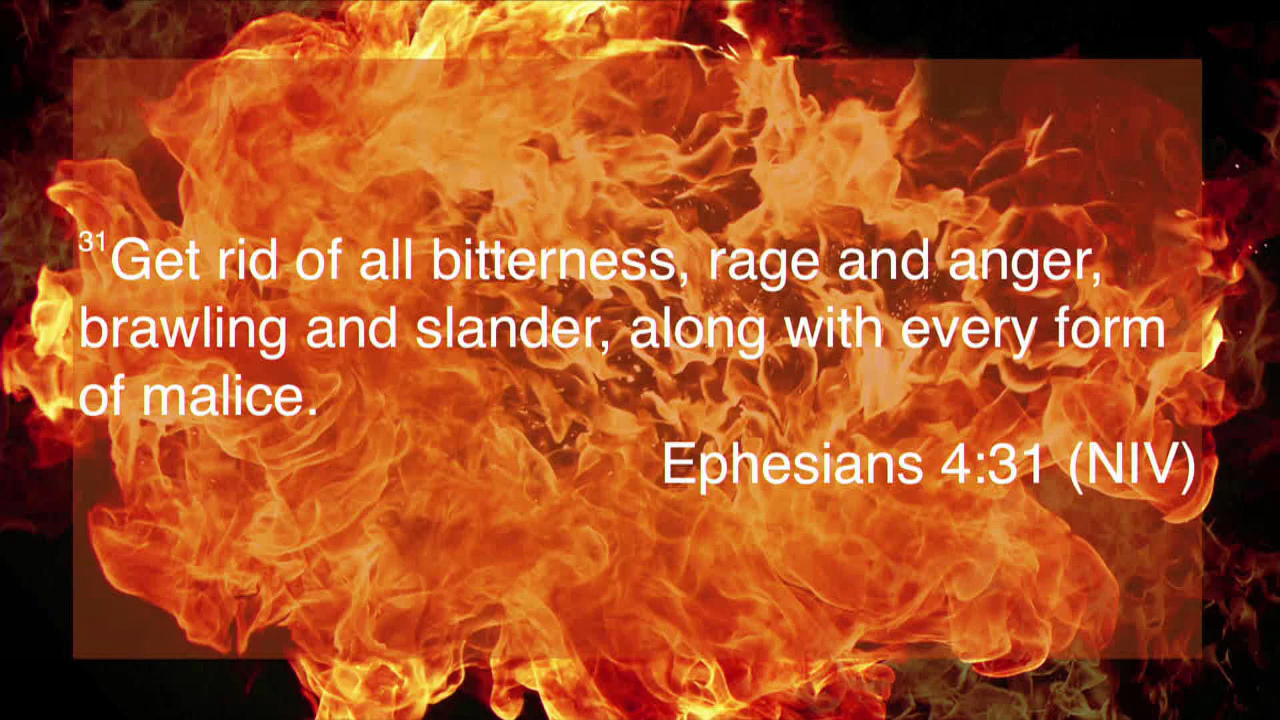 31Get rid of all bitterness, rage and anger,
brawling and slander, along with every form
of malice.
Ephesians 4:31 (NIV)